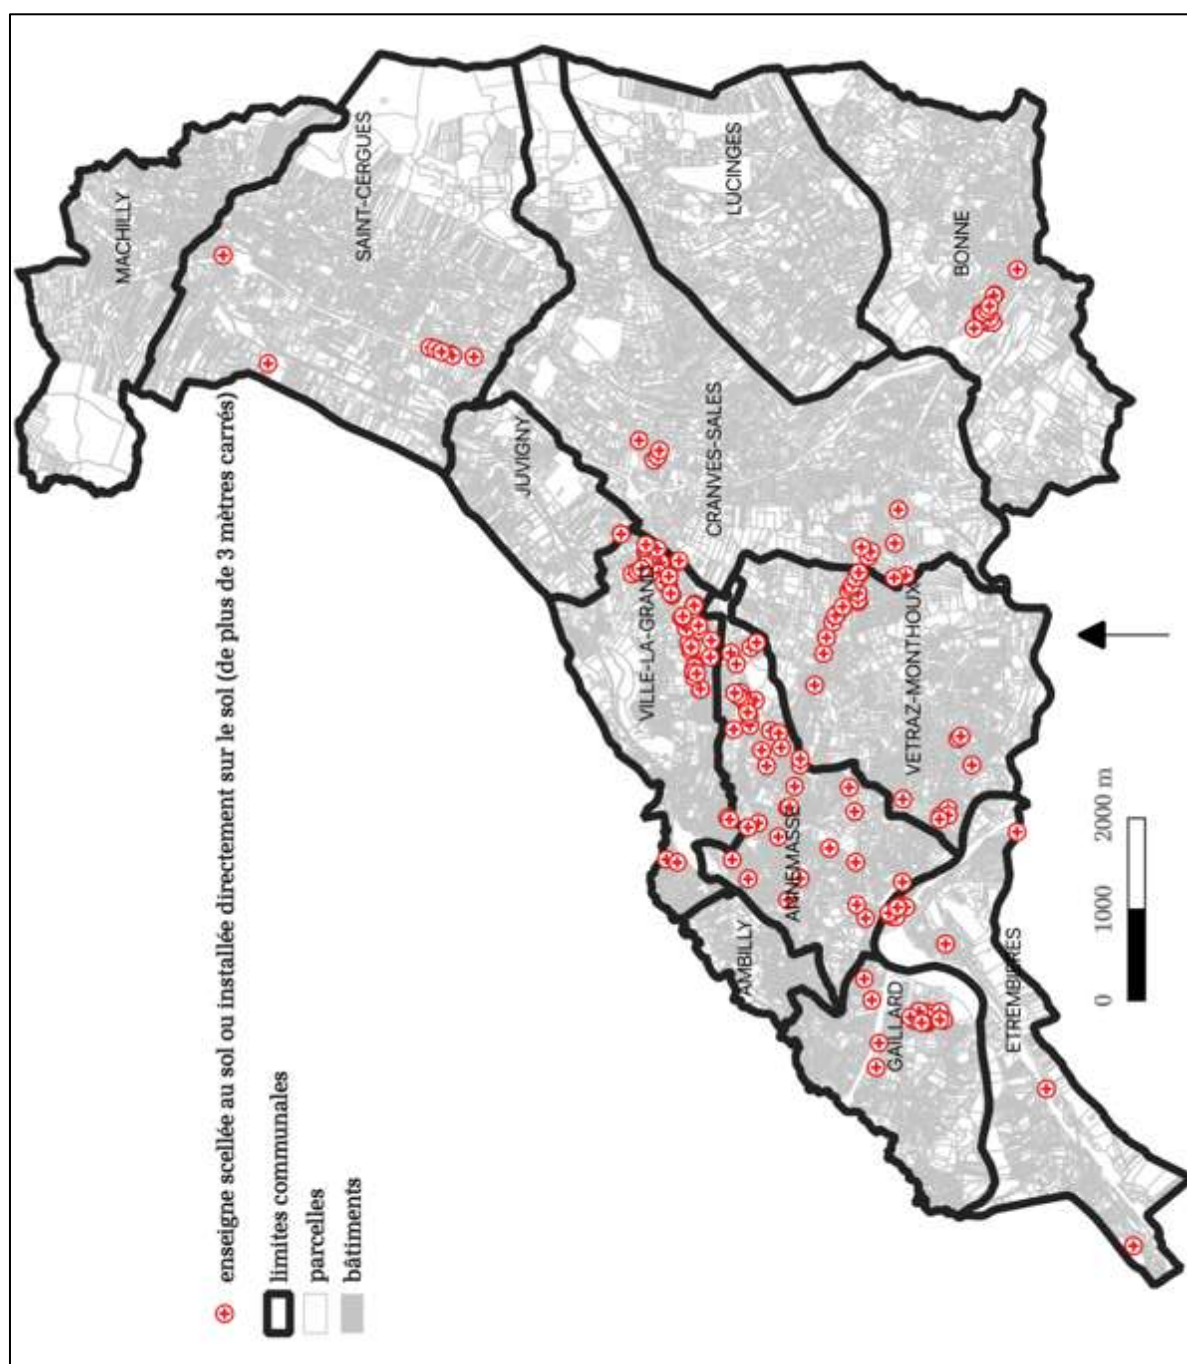 enseigne scellée au sol ou installée directement sur le sol (de plus de 3 mètres carrés)
limites communales
parcelles
bâtiments
MACHILLY
SAINT-CERGUES
JUVIGNY
LUCINGES
CRANVES-SALES
BONNE
VILLE-LA-GRAND
VETRAZ-MONTHOUX
ANNEMASSE
AMBILLY
GAILLARD
ETREMBIERES
0 1000 2000 m